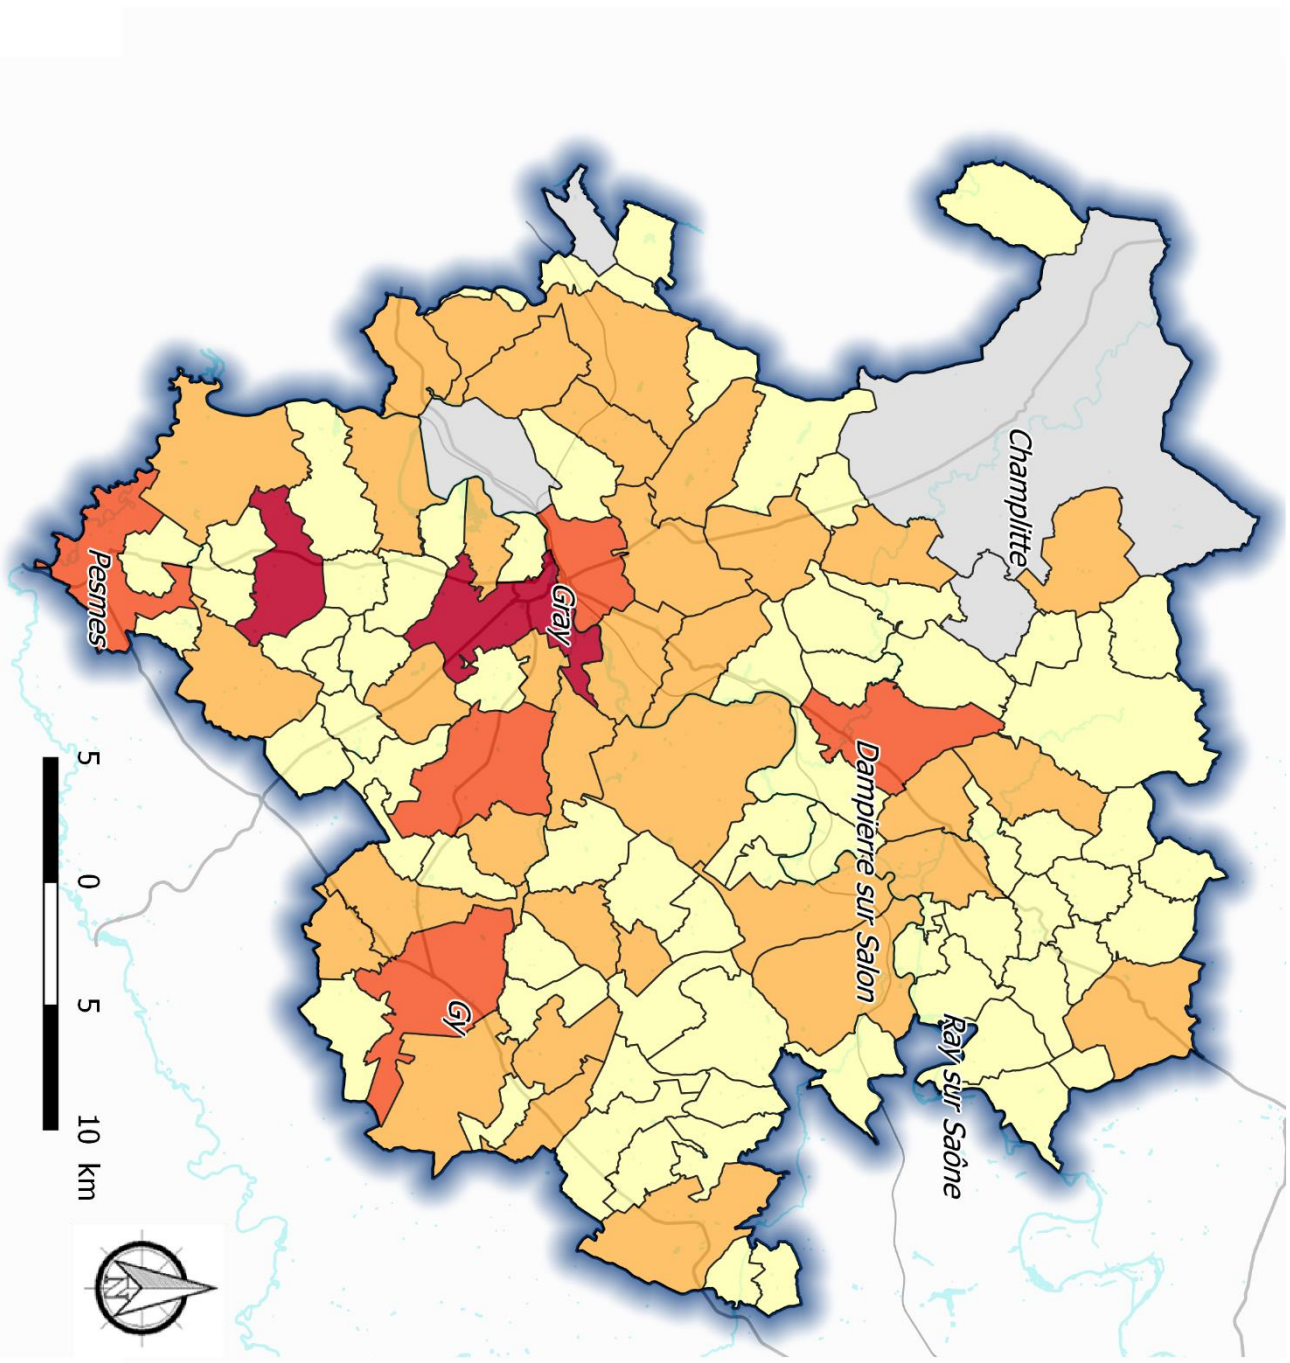 Champlitte
Gray
Pesmes
Dampierre sur Salon
Gy
Ray sur Saône
5 0 5 10 km
N